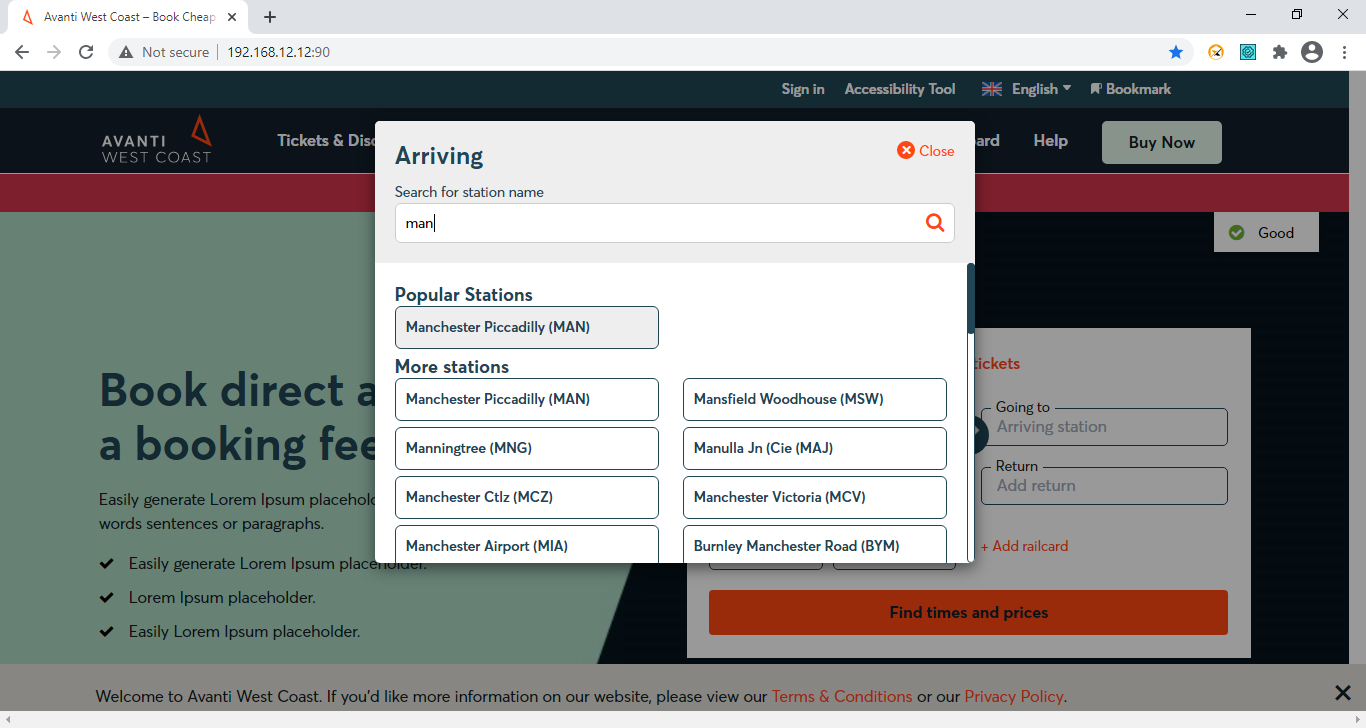 Avanti West Coast – Book Cheap
Not secure
192.168.12.12:90
Sign in
Accessibility Tool
English
Bookmark
AVANTI
WEST COAST
Tickets &
Help
Buy Now
Arriving
Close
Search for station name
man
Good
Popular Stations
Manchester Piccadilly (MAN)
More stations
Manchester Piccadilly (MAN)
Mansfield Woodhouse (MSW)
Manningtree (MNG)
Manulla Jn (Cie (MAJ)
Manchester Ctlz (MCZ)
Manchester Victoria (MCV)
Manchester Airport (MIA)
Burnley Manchester Road (BYM)
Book direct
a booking
Easily generate Lorem Ipsum
words sentences or paragraphs.
Easily generate Lorem Ipsum placeholder.
Lorem Ipsum placeholder.
Easily Lorem Ipsum placeholder.
tickets
Going to
Arriving station
Return
Add return
+ Add railcard
Find times and prices
Welcome to Avanti West Coast. If you'd like more information on our website, please view our Terms & Conditions or our Privacy Policy.